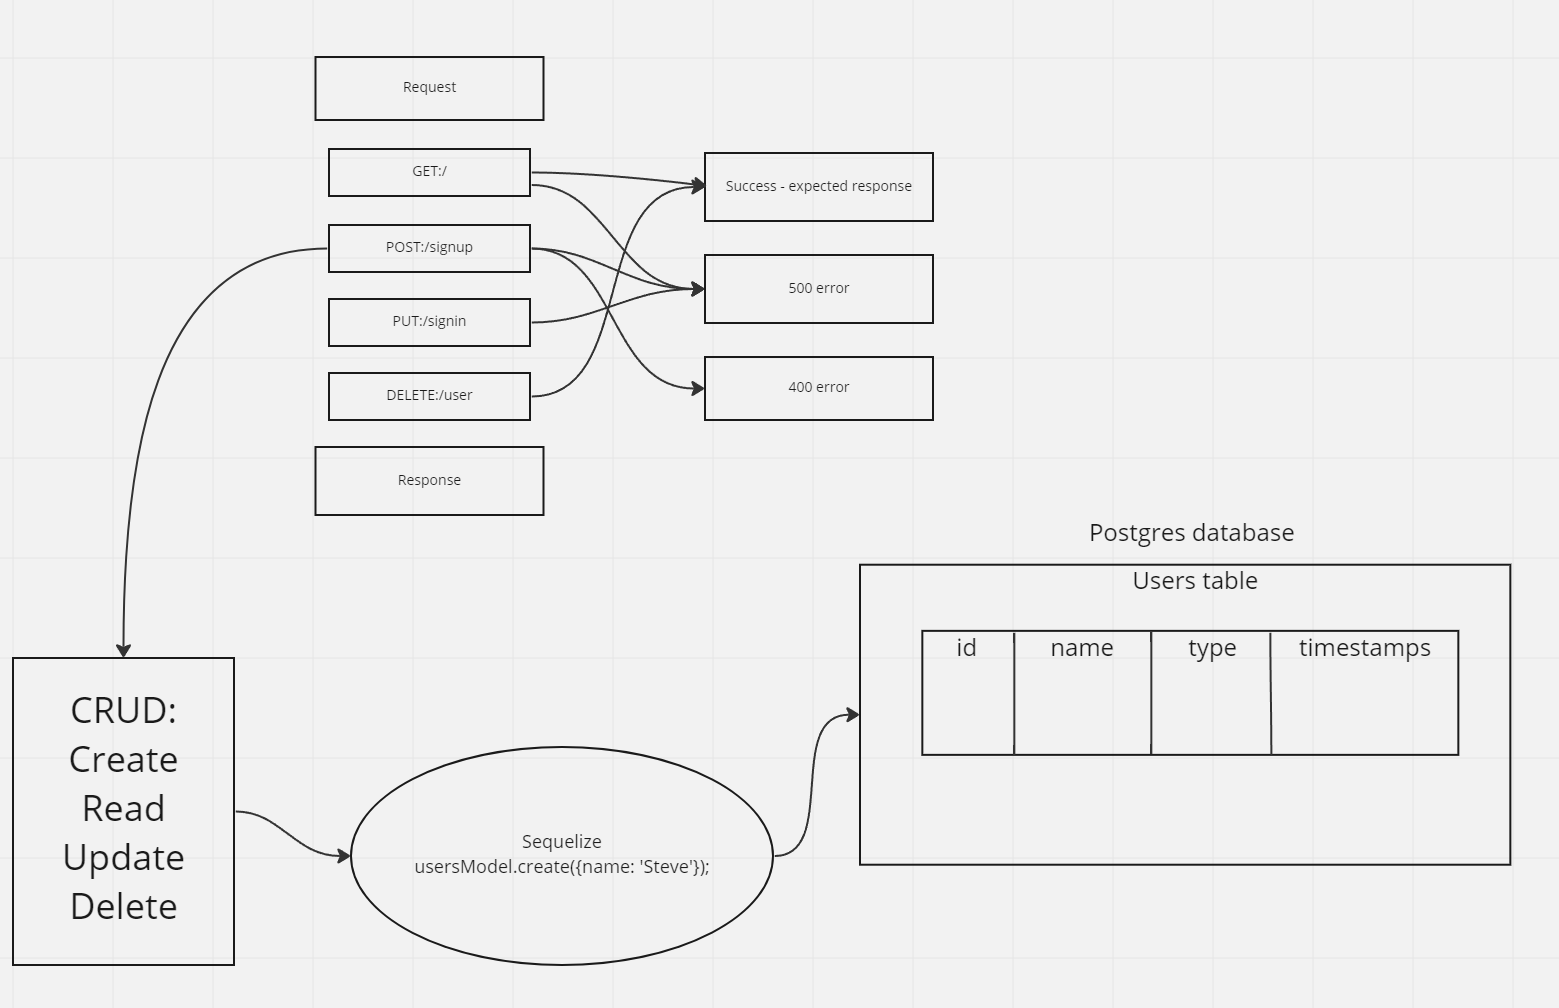 Request
GET:/
POST:/signup
PUT:/signin
DELETE:/user
Response
Success - expected response
500 error
400 error
CRUD:
Create
Read
Update
Delete
Sequelize
usersModel.create({name: 'Steve'});
Postgres database
Users table
id name type timestamps